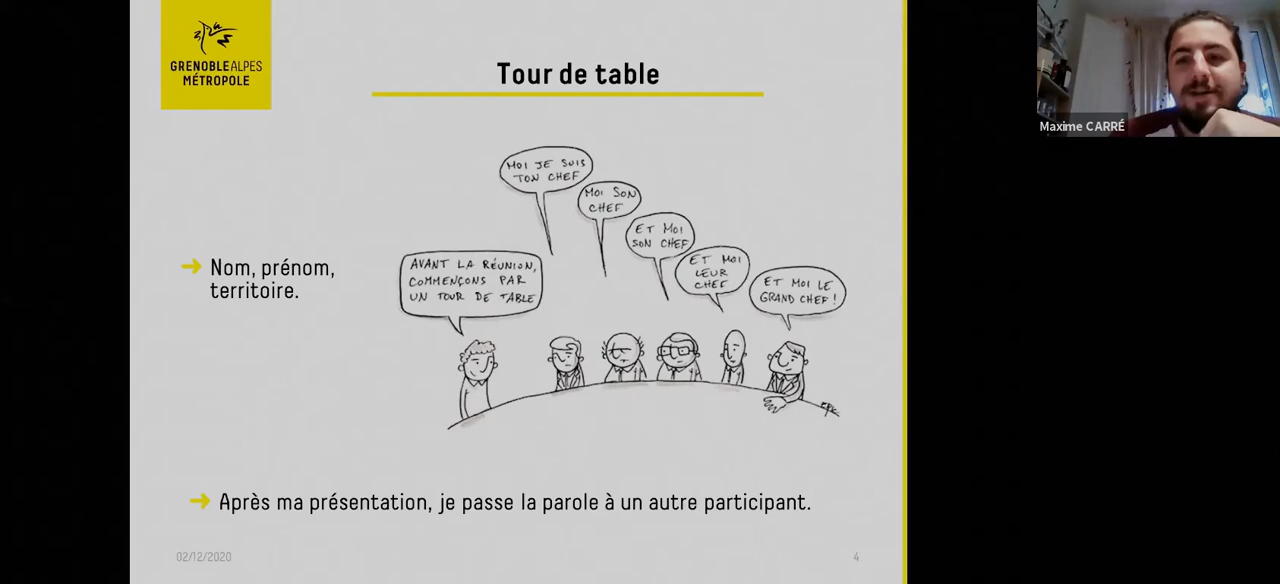 GRENOBLEALPES
MÉTROPOLE
Tour de table
Maxime CARRÉ
MOI JE SUIS
TON CHEF
MOI SON
CHEF
ET MOI
SON CHEF
ET MOI
LEUR
CHEF
ET MOI LE
GRAND CHEF !
AVANT LA RÉUNION,
COMMENÇONS PAR
UN TOUR DE TABLE
➜ Nom, prénom,
territoire.
➜ Après ma présentation, je passe la parole à un autre participant.
02/12/2020
4